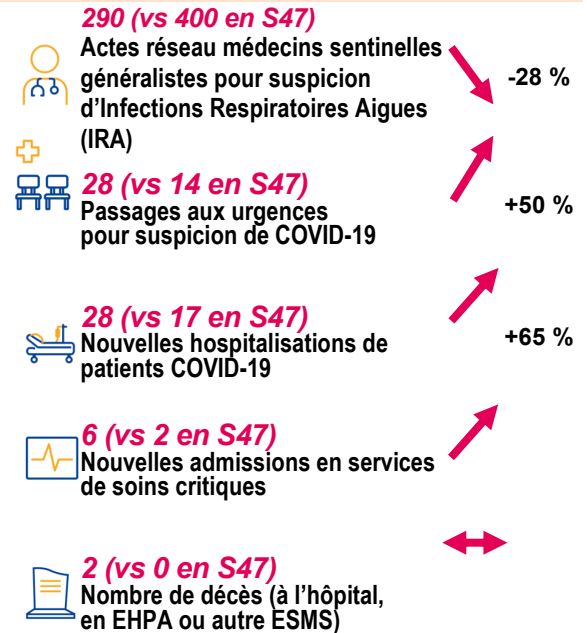 290 (vs 400 en S47)
Actes réseau médecins sentinelles
généralistes pour suspicion
d'Infections Respiratoires Aigues
(IRA)
-28 %
28 (vs 14 en S47)
Passages aux urgences
pour suspicion de COVID-19
+50 %
28 (vs 17 en S47)
Nouvelles hospitalisations de
patients COVID-19
+65 %
6 (vs 2 en S47)
Nouvelles admissions en services
de soins critiques
2 (vs 0 en S47)
Nombre de décès (à l'hôpital,
en EHPA ou autre ESMS)